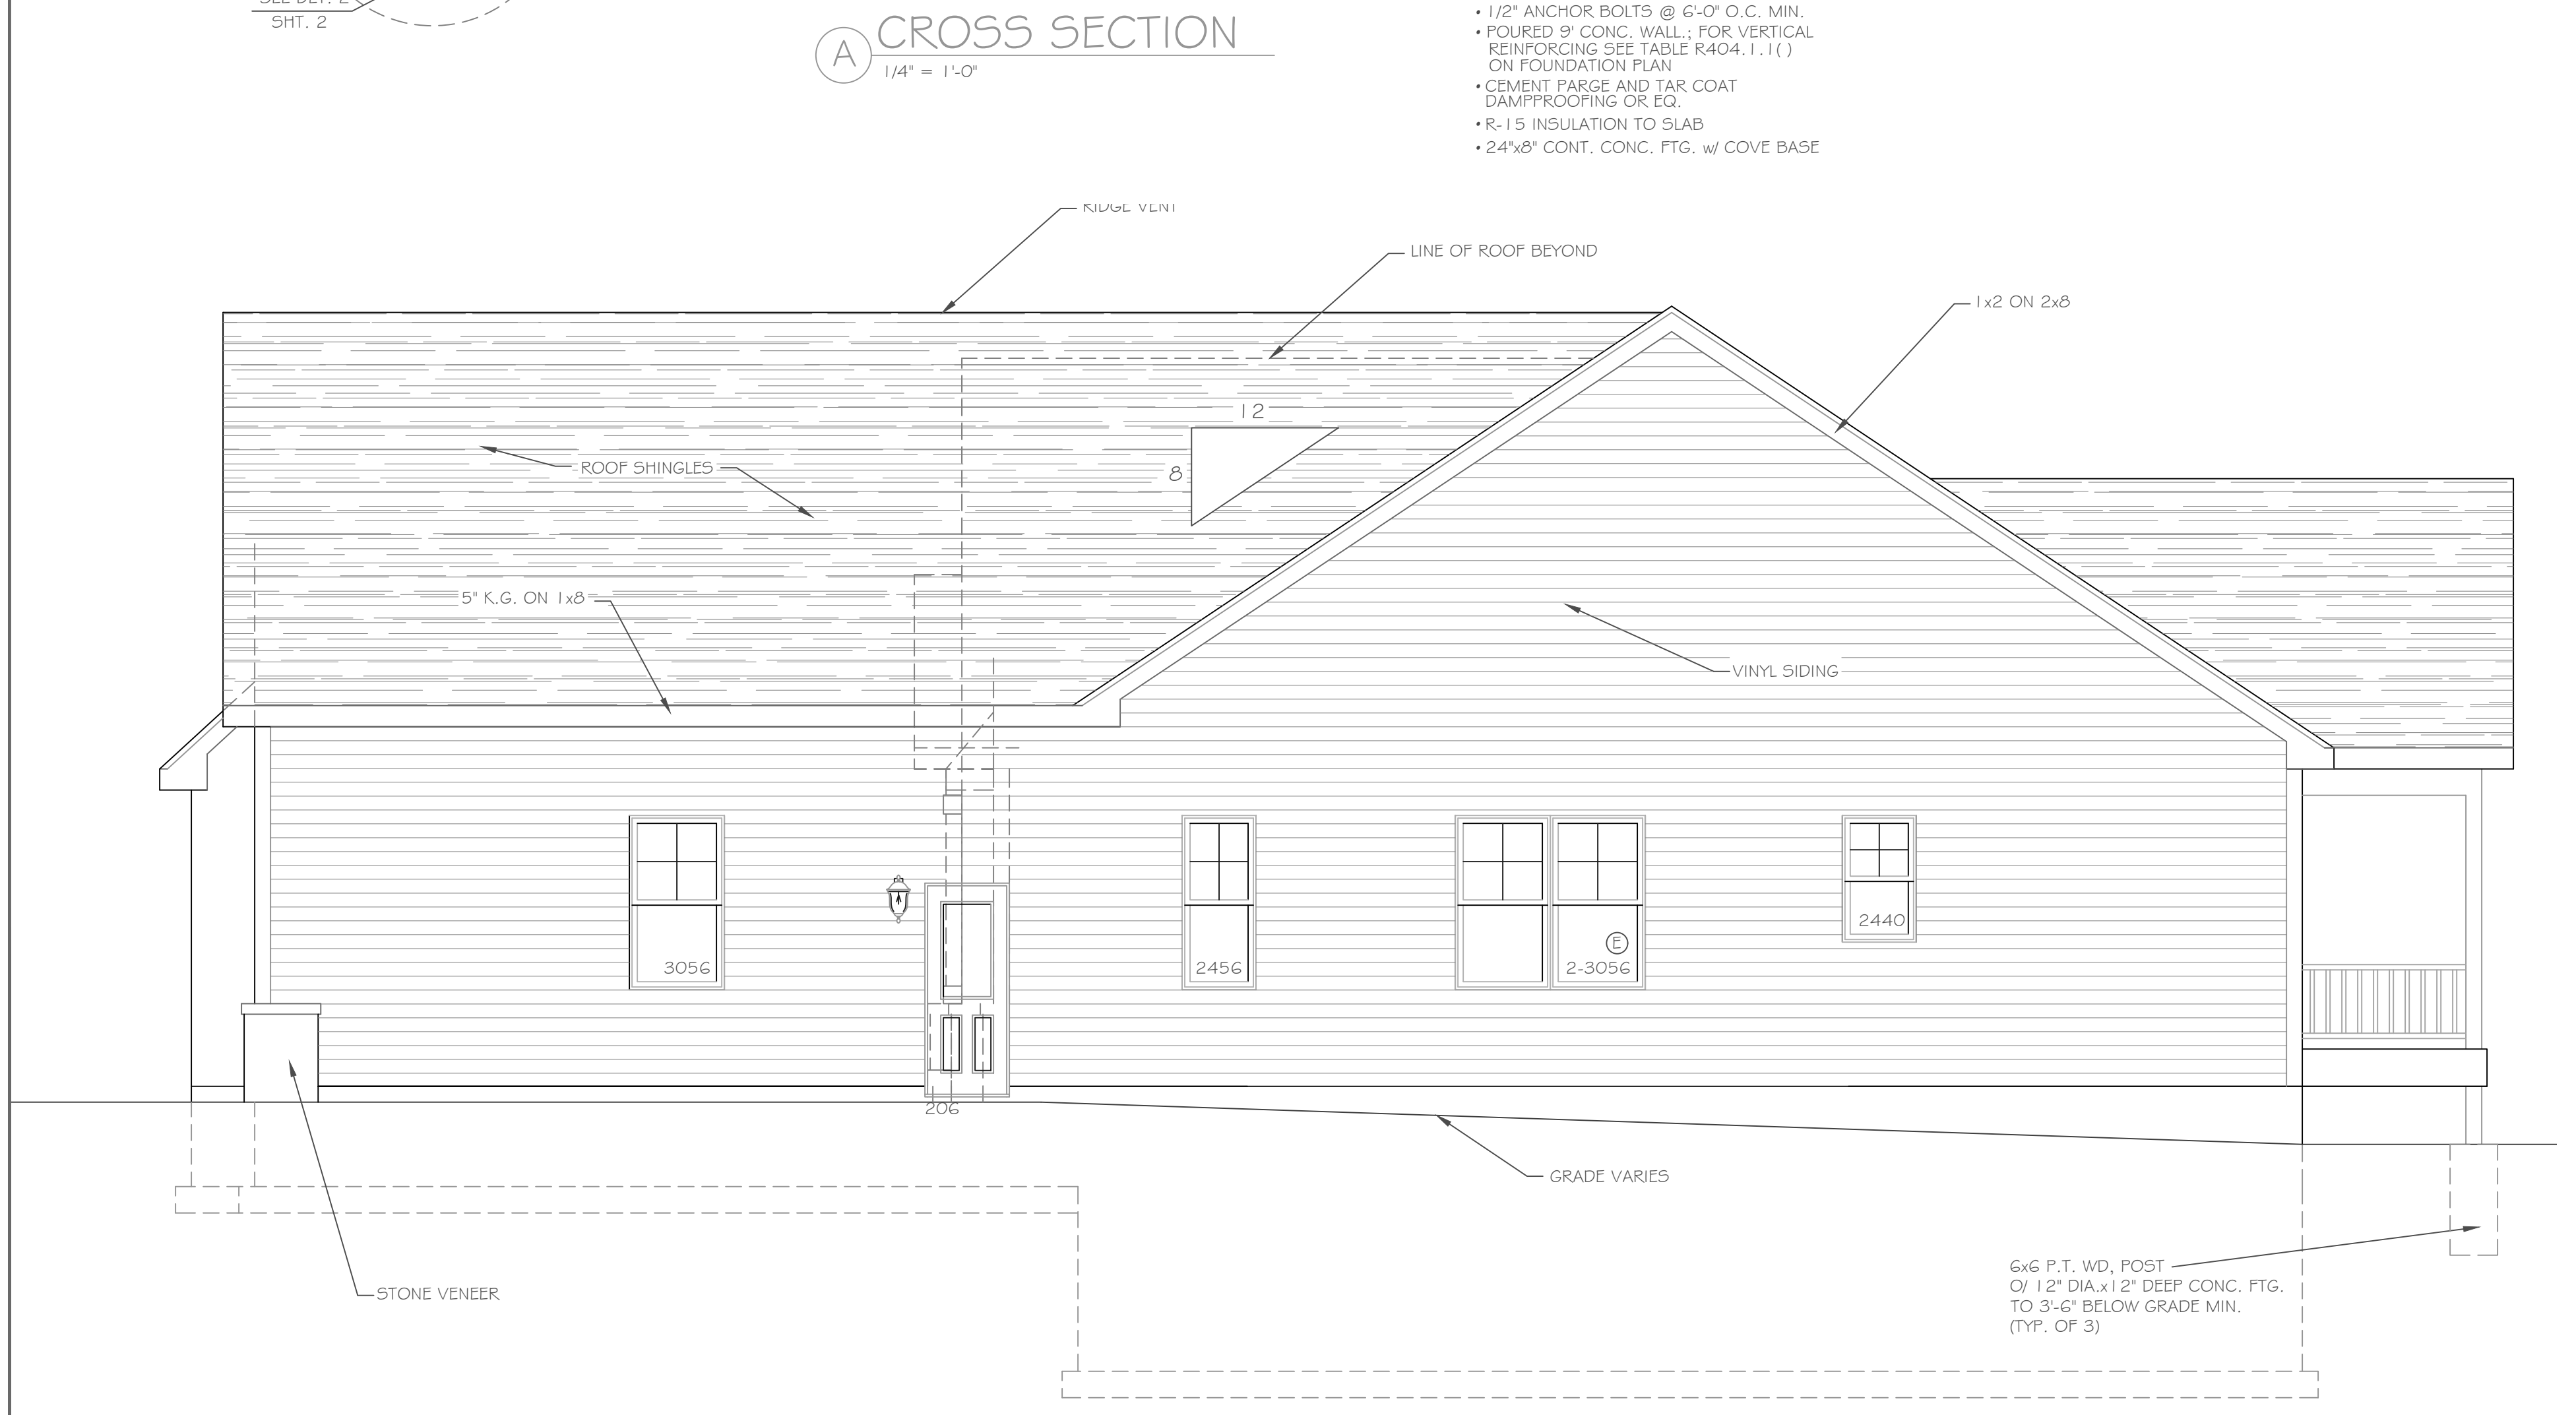 SEE DET. 2
SHT. 2
A
CROSS SECTION
1/4" = 1'-0"
• 1/2" ANCHOR BOLTS @ 6'-0" O.C. MIN.
• POURED 9' CONC. WALL.; FOR VERTICAL
REINFORCING SEE TABLE R404.1.1( )
ON FOUNDATION PLAN
• CEMENT PARGE AND TAR COAT
DAMPPROOFING OR EQ.
• R-15 INSULATION TO SLAB
• 24"x8" CONT. CONC. FTG. w/ COVE BASE
RIDGE VENT
LINE OF ROOF BEYOND
1x2 ON 2x8
12
8
ROOF SHINGLES
5" K.G. ON 1x8
VINYL SIDING
3056
2456
E
2-3056
2440
206
GRADE VARIES
STONE VENEER
6x6 P.T. WD, POST
O/ 12" DIA.x12" DEEP CONC. FTG.
TO 3'-6" BELOW GRADE MIN.
(TYP. OF 3)